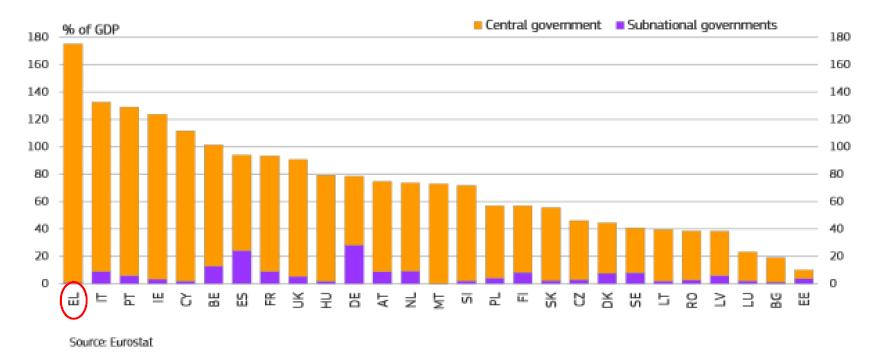 % of GDP
Central government Subnational governments
180 180
160 160
140 140
120 120
100 100
80 80
60 60
40 40
20 20
0 0
EL IT PT IE CY BE ES FR UK HU DE AT NL MT SI PL FI SK CZ DK SE LT RO LV LU BG EE
Source: Eurostat